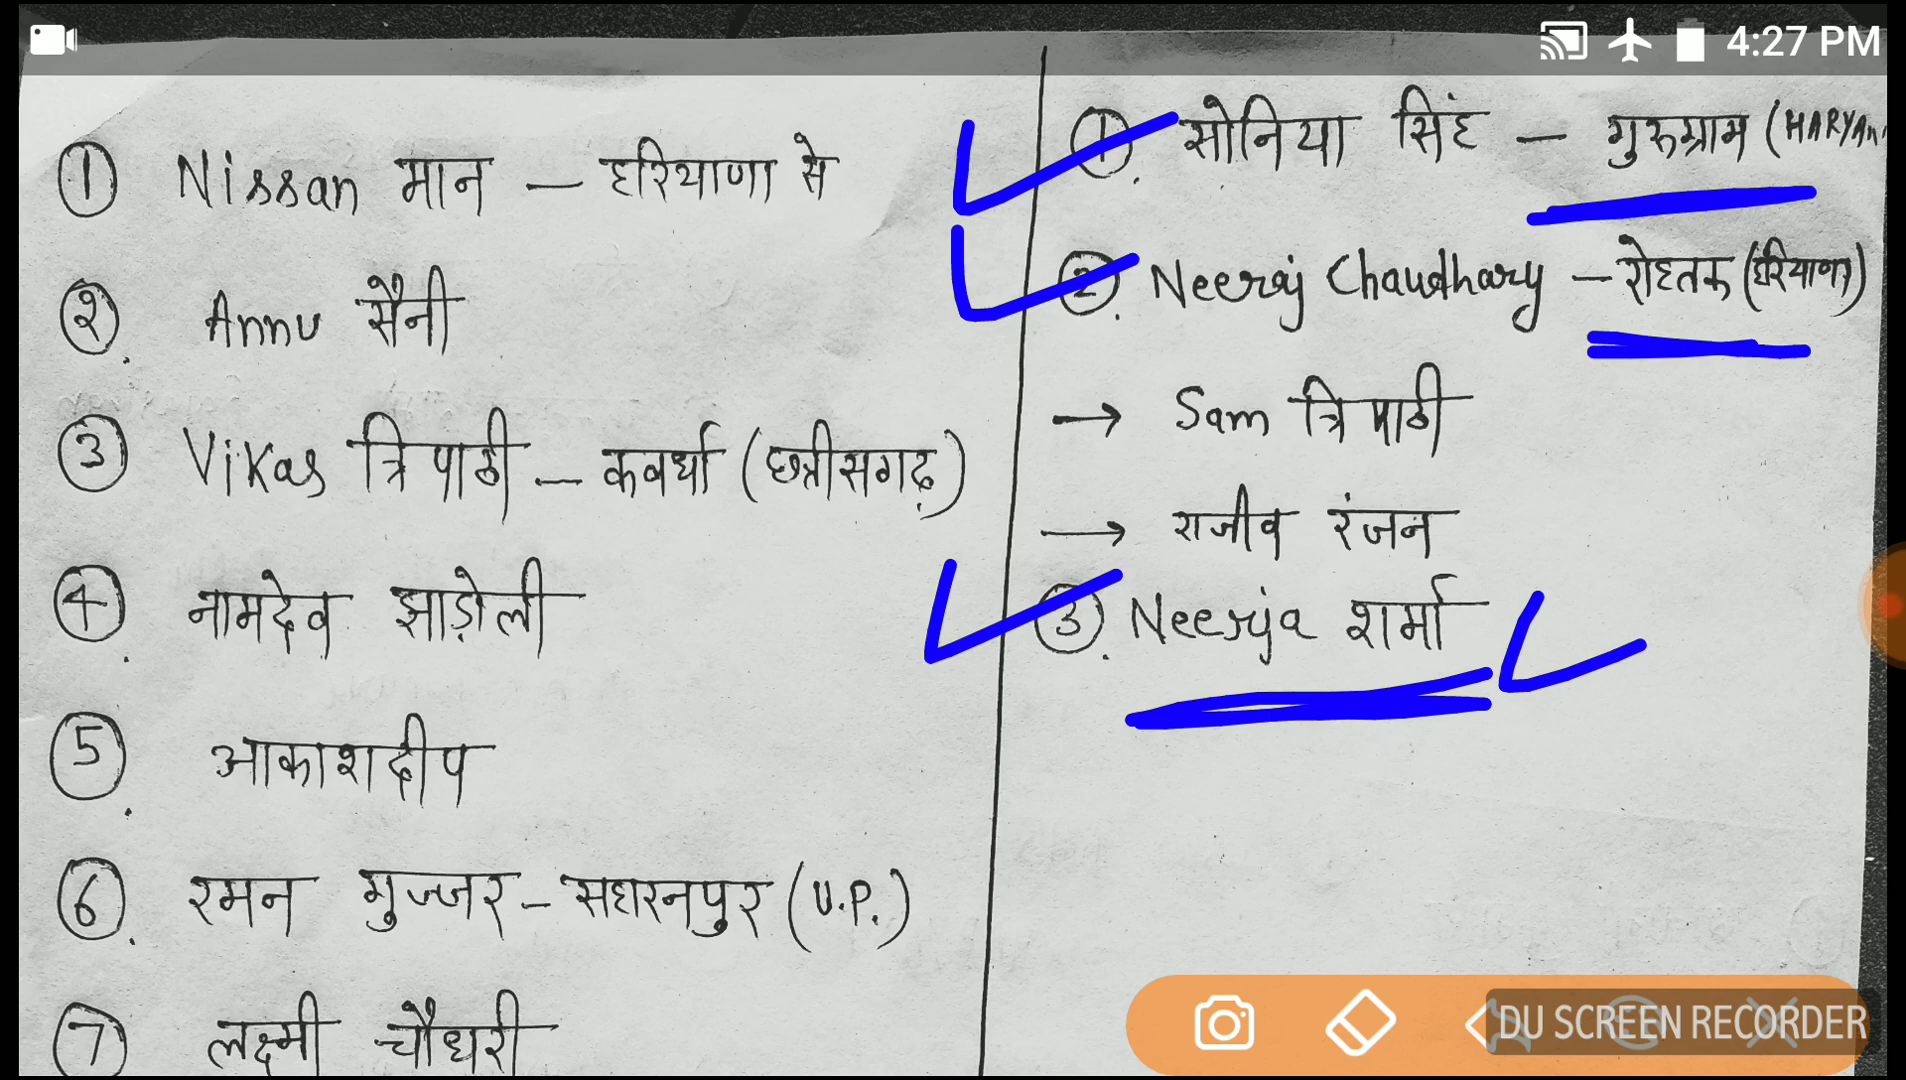 4:27 PM
① Nissan मान – हरियाणा से
② Annu सैनी
③ Vikas त्रिपाठी – कवर्धा (छत्तीसगढ़)
④ नामदेव झाड़ोली
⑤ आकाशदीप
⑥ रमन गुज्जर – सहारनपुर (U.P.)
⑦ लक्ष्मी चौधरी
① सोनिया सिंह – गुरुग्राम (HARYAN
② Neeraj Chaudhary – रोहतक (हरियाणा)
→ Sam त्रिपाठी
→ राजीव रंजन
③ Neerja शर्मा
DU SCREEN RECORDER